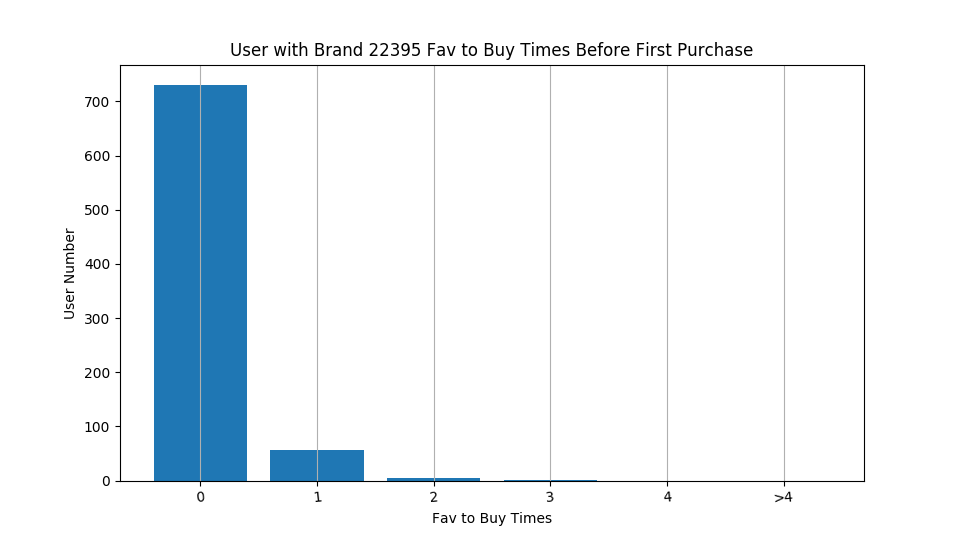 User with Brand 22395 Fav to Buy Times Before First Purchase
User Number
700
600
500
400
300
200
100
0
0 1 2 3 4 >4
Fav to Buy Times